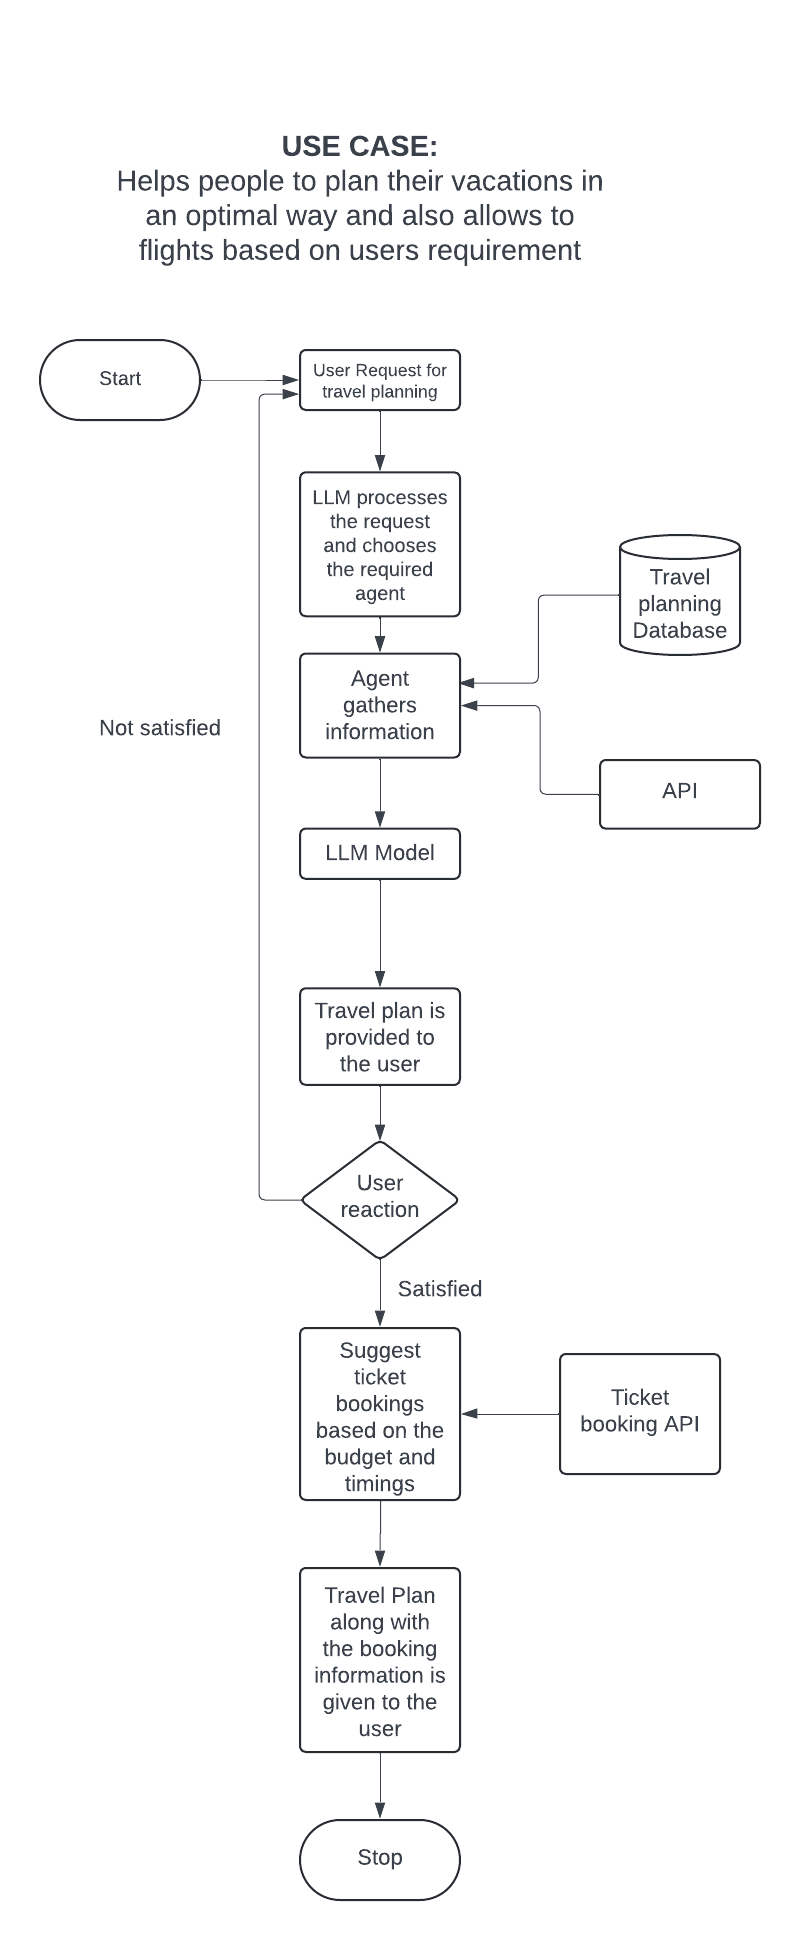 USE CASE:
Helps people to plan their vacations in
an optimal way and also allows to
flights based on users requirement
Start
User Request for
travel planning
LLM processes
the request
and chooses
the required
agent
Travel
planning
Database
Agent
gathers
information
Not satisfied
API
LLM Model
Travel plan is
provided to
the user
User
reaction
Satisfied
Suggest
ticket
bookings
based on the
budget and
timings
Ticket
booking API
Travel Plan
along with
the booking
information is
given to the
user
Stop